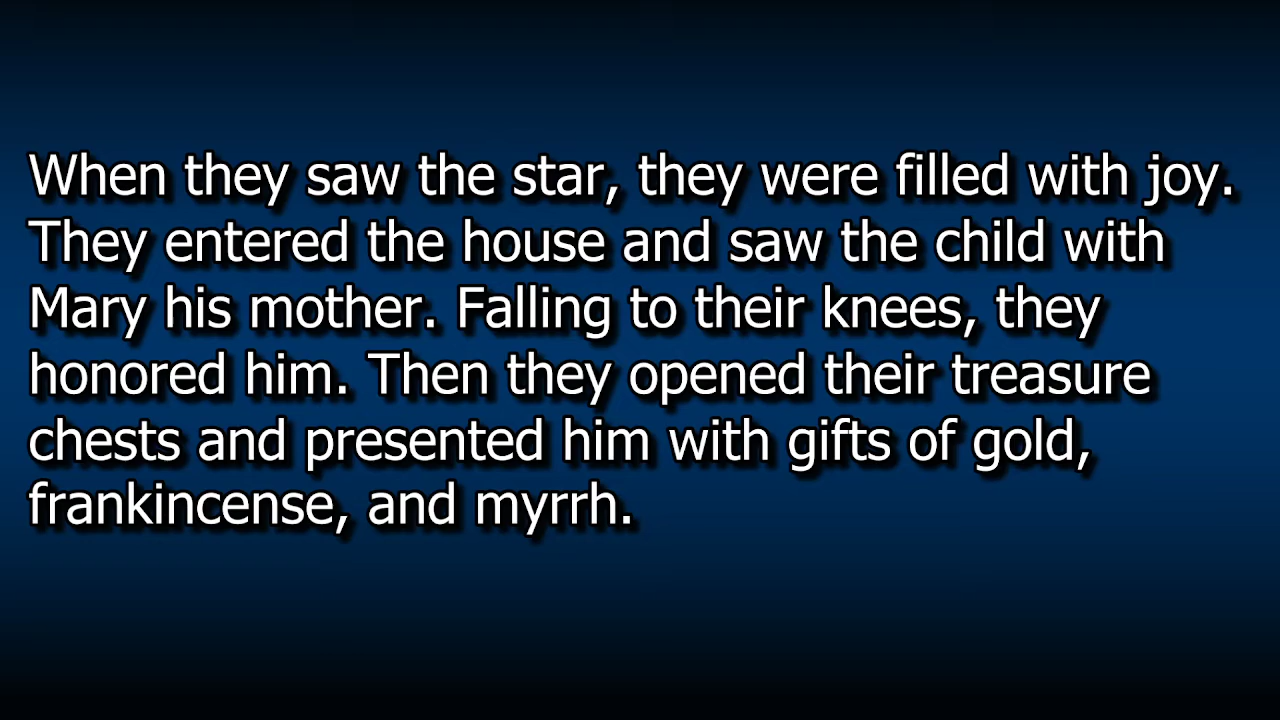 When they saw the star, they were filled with joy.
They entered the house and saw the child with
Mary his mother. Falling to their knees, they
honored him. Then they opened their treasure
chests and presented him with gifts of gold,
frankincense, and myrrh.